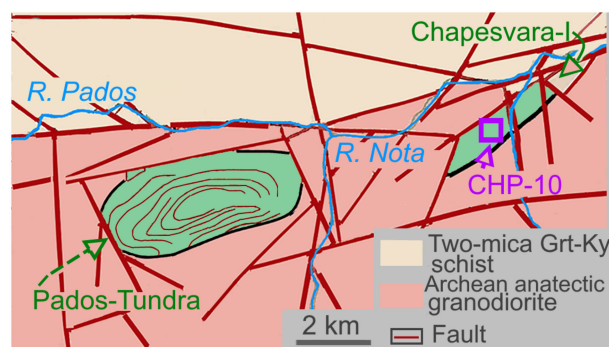 Chapesvara-I
R. Pados
R. Nota
CHP-10
Pados-Tundra
Two-mica Grt-Ky
schist
Archean anatectic
granodiorite
2 km
Fault